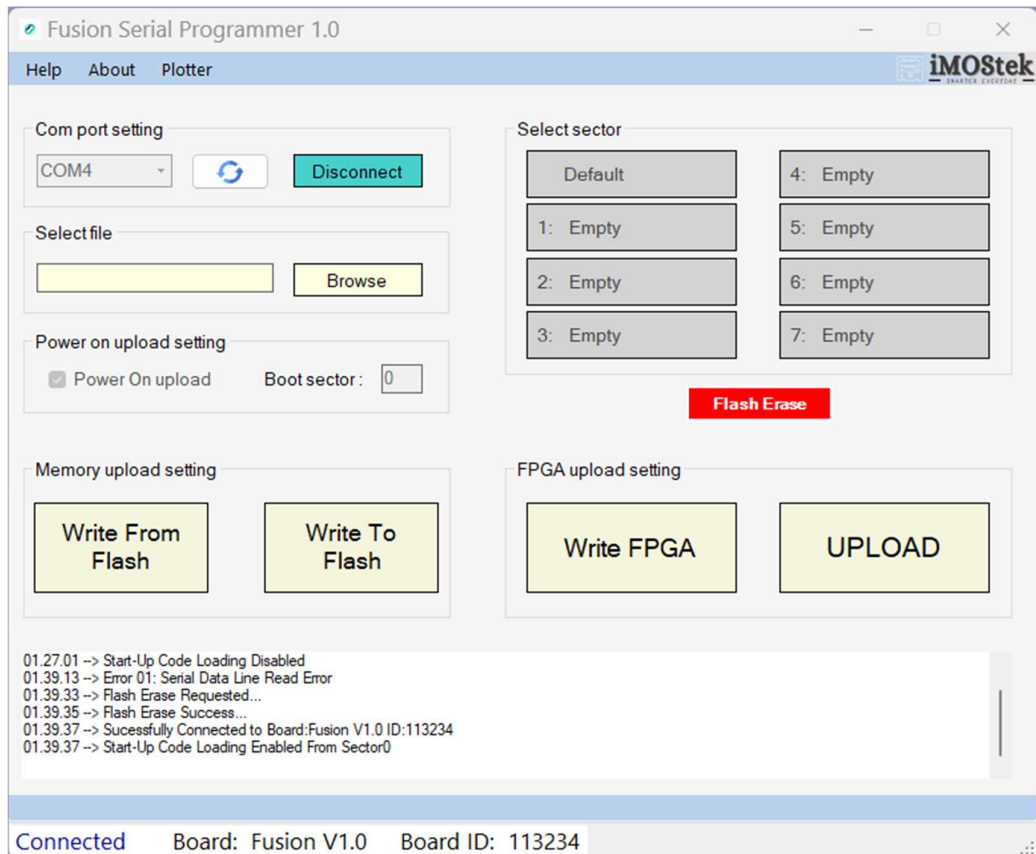 Fusion Serial Programmer 1.0
Help About Plotter
iMOStek
SMARTER EVERYDAY
Com port setting
COM4
Disconnect
Select file
Browse
Power on upload setting
Power On upload Boot sector : 0
Select sector
Default
1: Empty
2: Empty
3: Empty
4: Empty
5: Empty
6: Empty
7: Empty
Flash Erase
Memory upload setting
Write From
Flash
Write To
Flash
FPGA upload setting
Write FPGA
UPLOAD
01.27.01 --> Start-Up Code Loading Disabled
01.39.13 --> Error 01: Serial Data Line Read Error
01.39.33 --> Flash Erase Requested...
01.39.35 --> Flash Erase Success...
01.39.37 --> Sucessfully Connected to Board:Fusion V1.0 ID:113234
01.39.37 --> Start-Up Code Loading Enabled From Sector0
Connected Board: Fusion V1.0 Board ID: 113234